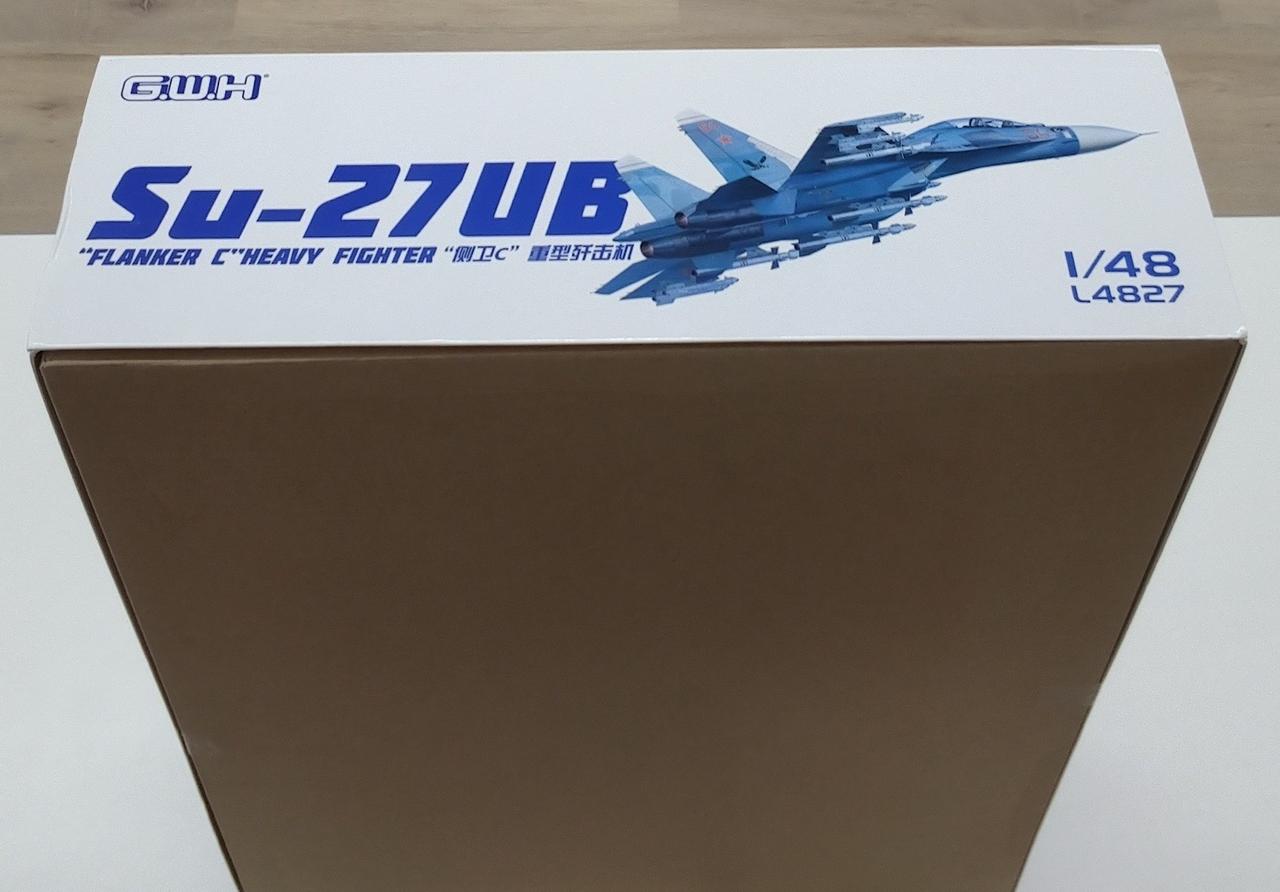 G.W.H
Su-27UB
"FLANKER C"HEAVY FIGHTER "侧卫C" 重型歼击机
1/48
L4827